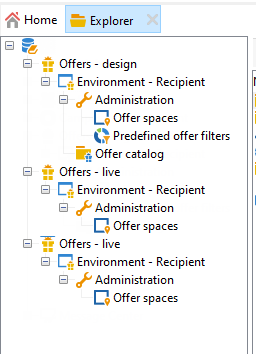 Home Explorer
Offers - design
Environment - Recipient
Administration
Offer spaces
Predefined offer filters
Offer catalog
Offers - live
Environment - Recipient
Administration
Offer spaces
Offers - live
Environment - Recipient
Administration
Offer spaces